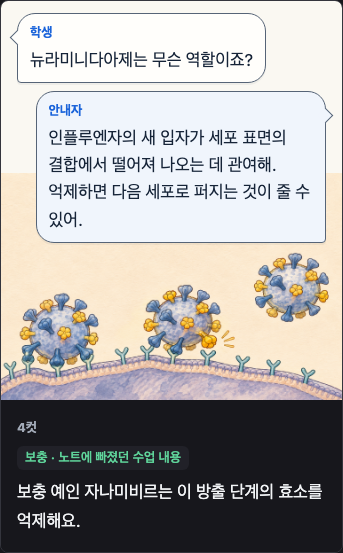 학생
뉴라미니다아제는 무슨 역할이죠?
안내자
인플루엔자의 새 입자가 세포 표면의
결합에서 떨어져 나오는 데 관여해.
억제하면 다음 세포로 퍼지는 것이 줄 수
있어.
4컷
보충 · 노트에 빠졌던 수업 내용
보충 예인 자나미비르는 이 방출 단계의 효소를
억제해요.